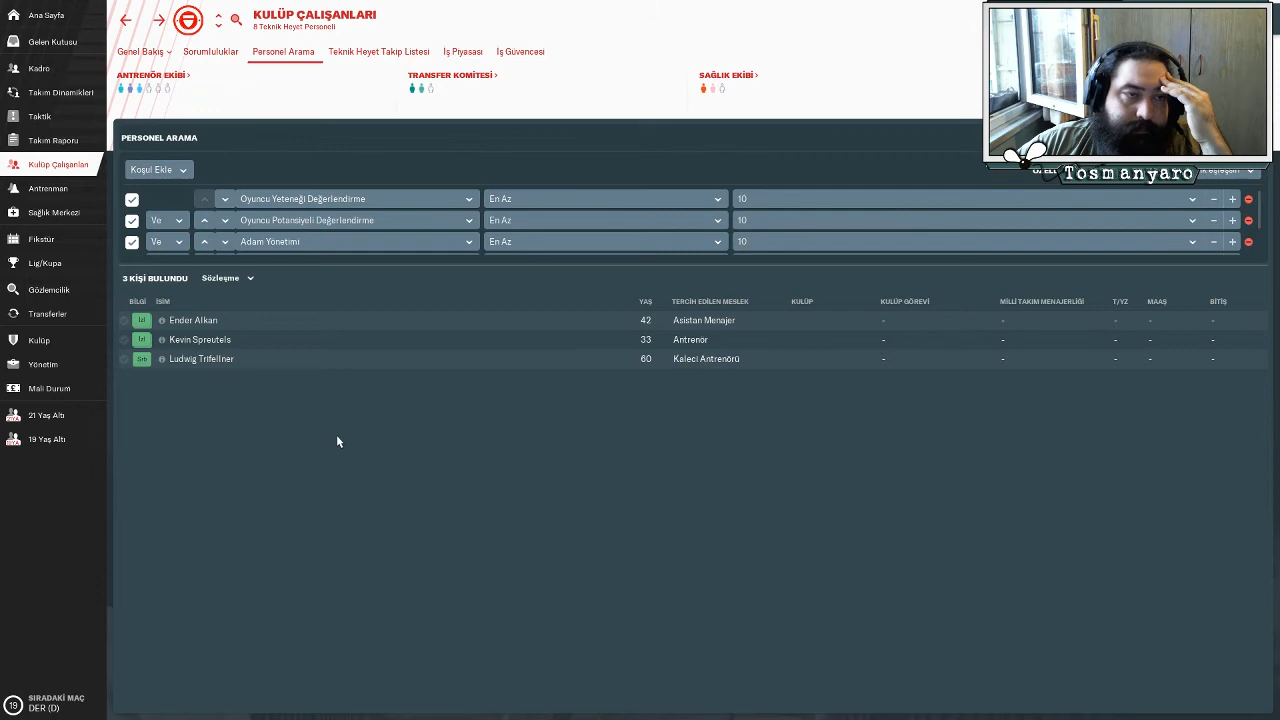 Ana Sayfa
Gelen Kutusu
Kadro
Takım Dinamikleri
Taktik
Takım Raporu
Kulüp Çalışanları
Antrenman
Sağlık Merkezi
Fikstür
Lig/Kupa
Gözlemcilik
Transferler
Kulüp
Yönetim
Mali Durum
21 Yaş Altı
19 Yaş Altı
19 SIRADAKİ MAÇ
DER (D)
KULÜP ÇALIŞANLARI
8 Teknik Heyet Personeli
Genel Bakış Sorumluluklar Personel Arama Teknik Heyet Takip Listesi İş Piyasası İş Güvencesi
ANTRENÖR EKİBİ > TRANSFER KOMİTESİ > SAĞLIK EKİBİ >
Tosmanyaro
PERSONEL ARAMA
Koşul Ekle
Oyuncu Yeteneği Değerlendirme En Az 10
Ve Oyuncu Potansiyeli Değerlendirme En Az 10
Ve Adam Yönetimi En Az 10
3 KİŞİ BULUNDU Sözleşme
BİLGİ İSİM YAŞ TERCİH EDİLEN MESLEK KULÜP KULÜP GÖREVİ MİLLİ TAKIM MENAJERLİĞİ T/YZ MAAŞ BİTİŞ
İzl Ender Alkan 42 Asistan Menajer - - - - - -
İzl Kevin Spreutels 33 Antrenör - - - - -
Srb Ludwig Trifellner 60 Kaleci Antrenörü - - - - -